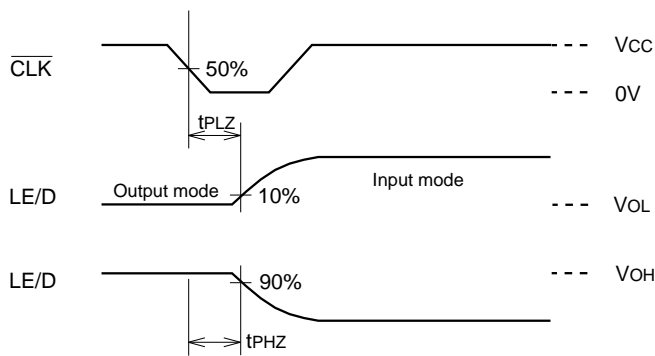 VCC
CLK
50%
0V
tPLZ
Output mode
Input mode
LE/D
10%
VOL
LE/D
90%
VOH
tPHZ